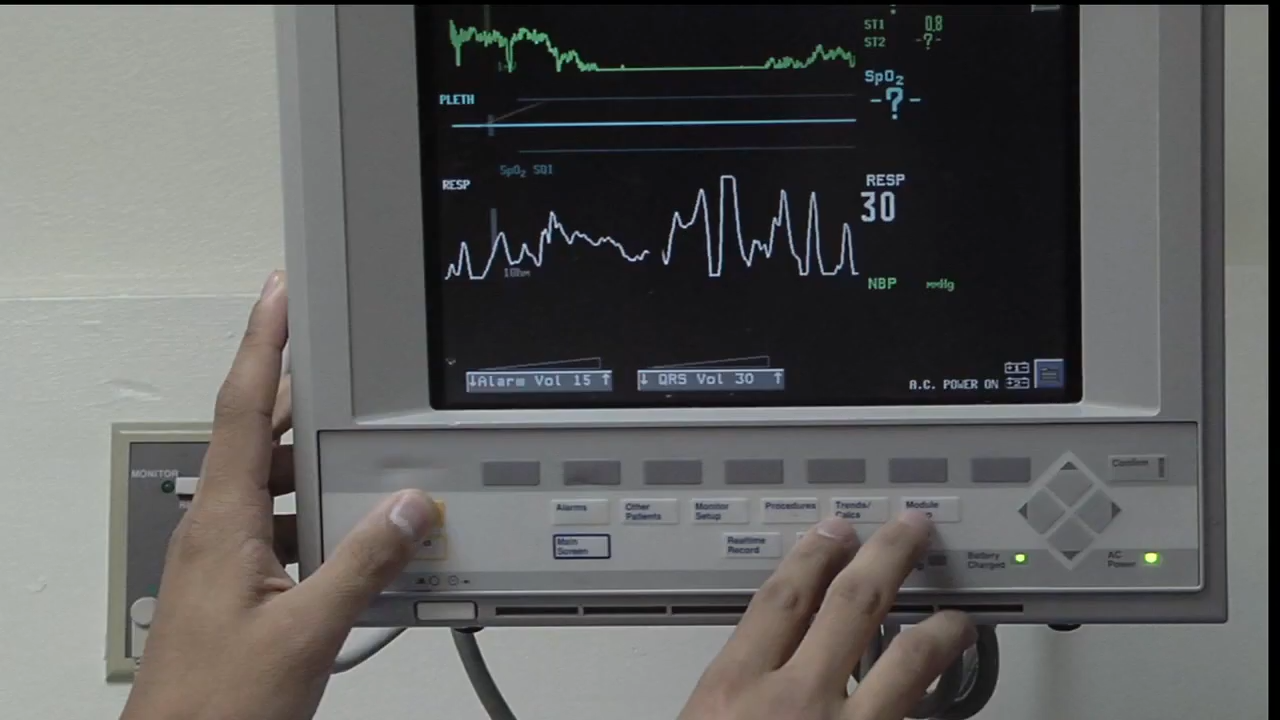 ST1 0.8
ST2 -?-
SpO₂
-?-
PLETH
SpO₂ SQI
RESP
RESP
30
1Ohm
NBP mmHg
↓Alarm Vol 15 ↑
↓ QRS Vol 30 ↑
A.C. POWER ON
MONITOR
Confirm
Alarms
Other
Patients
Monitor
Setup
Procedures
Trends/
Calcs
Module
Main
Screen
Realtime
Record
Battery
Charged
AC
Power